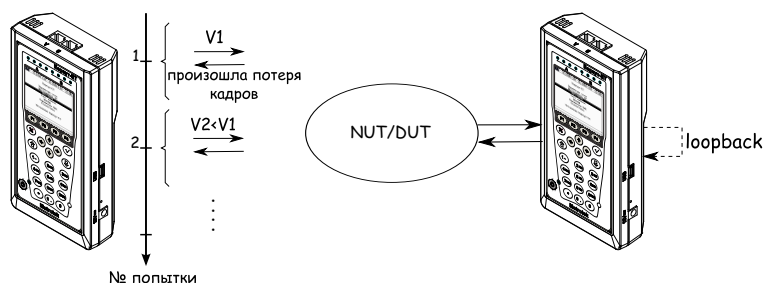 V1
1
произошла потеря
кадров
V2<V1
2
№ попытки
NUT/DUT
loopback